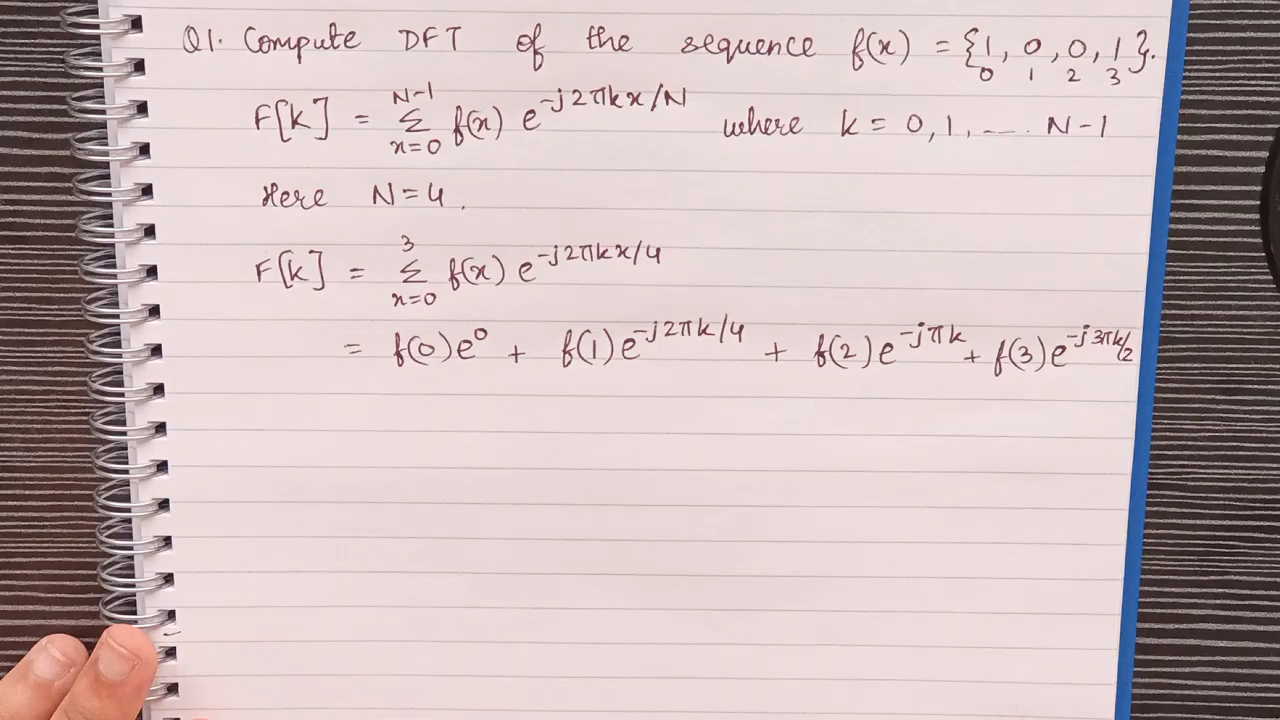 Q1. Compute DFT of the sequence f(x) = {1, 0, 0, 1}.
0 1 2 3
F[k] = Σ_{x=0}^{N-1} f(x) e^{-j2πkx/N} where k = 0, 1, .... N-1
Here N=4.
F[k] = Σ_{x=0}^{3} f(x) e^{-j2πkx/4}
= f(0)e^0 + f(1)e^{-j2πk/4} + f(2)e^{-jπk} + f(3)e^{-j3πk/2}